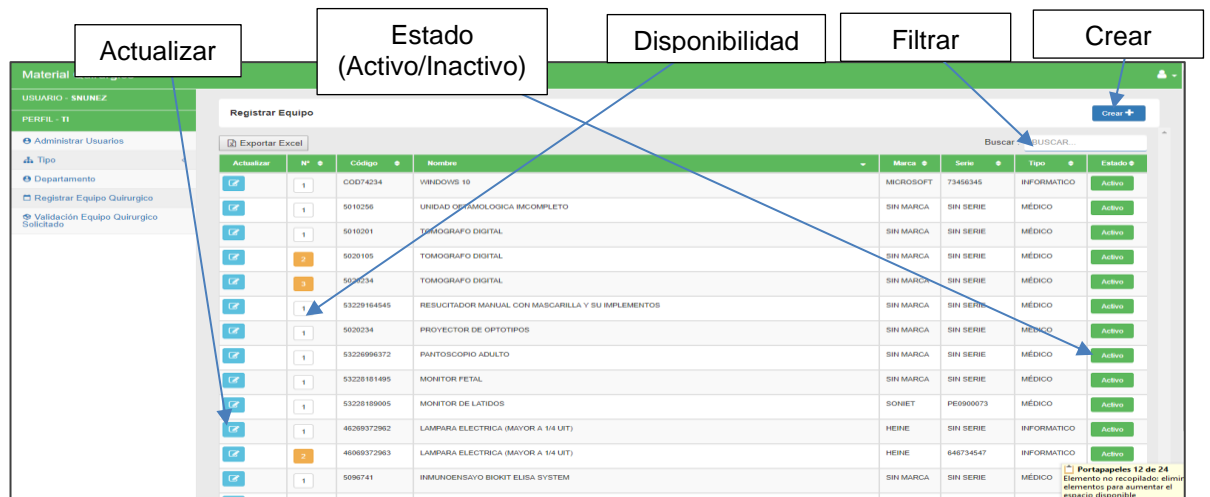 Actualizar
Estado
(Activo/Inactivo)
Disponibilidad
Filtrar
Crear
Material
USUARIO - SNUNEZ
PERFIL - TI
Administrar Usuarios
Tipo
Departamento
Registrar Equipo Quirurgico
Validación Equipo Quirurgico
Solicitado
Registrar Equipo
Crear
Exportar Excel
Buscar : BUSCAR...
Actualizar N° Código Nombre Marca Serie Tipo Estado
1 COD74234 WINDOWS 10 MICROSOFT 73456345 INFORMATICO Activo
1 5010256 UNIDAD OFTAMOLOGICA IMCOMPLETO SIN MARCA SIN SERIE MÉDICO Activo
1 5010201 TOMOGRAFO DIGITAL SIN MARCA SIN SERIE MÉDICO Activo
2 5020105 TOMOGRAFO DIGITAL SIN MARCA SIN SERIE MÉDICO Activo
3 5020234 TOMOGRAFO DIGITAL SIN MARCA SIN SERIE MÉDICO Activo
1 53229164545 RESUCITADOR MANUAL CON MASCARILLA Y SU IMPLEMENTOS SIN MARCA SIN SERIE MÉDICO Activo
1 5020234 PROYECTOR DE OPTOTIPOS SIN MARCA SIN SERIE MÉDICO Activo
1 53226996372 PANTOSCOPIO ADULTO SIN MARCA SIN SERIE MÉDICO Activo
1 53228181495 MONITOR FETAL SIN MARCA SIN SERIE MÉDICO Activo
1 53228189005 MONITOR DE LATIDOS SONIET PE0900073 MÉDICO Activo
1 46269372962 LAMPARA ELECTRICA (MAYOR A 1/4 UIT) HEINE SIN SERIE INFORMATICO Activo
2 46069372963 LAMPARA ELECTRICA (MAYOR A 1/4 UIT) HEINE 646734547 INFORMATICO Activo
1 5096741 INMUNOENSAYO BIOKIT ELISA SYSTEM SIN MARCA SIN SERIE MÉDICO
Portapapeles 12 de 24
Elemento no recopilado: elimin
elementos para aumentar el
espacio disponible